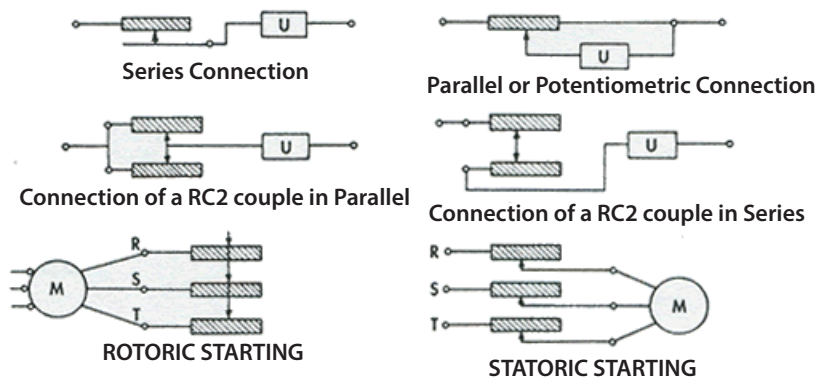 U
U
Series Connection
Parallel or Potentiometric Connection
U
U
Connection of a RC2 couple in Parallel
Connection of a RC2 couple in Series
R
S
T
M
ROTORIC STARTING
R
S
T
M
STATORIC STARTING